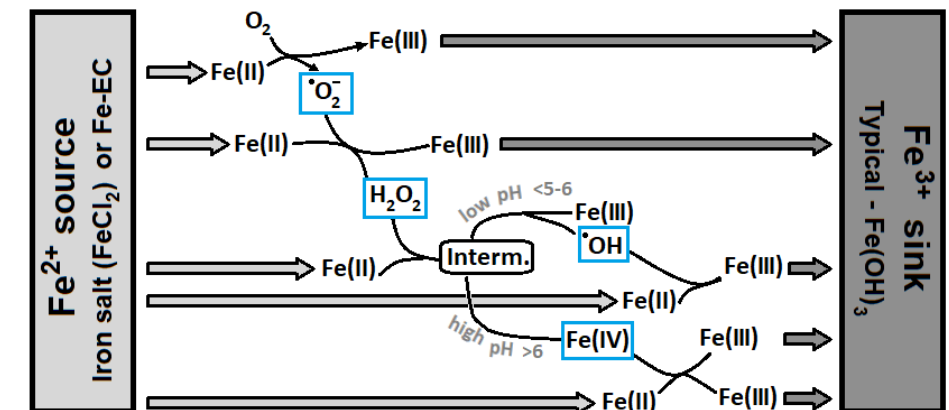 Fe²⁺ source
Iron salt (FeCl₂) or Fe-EC
O₂
Fe(III)
Fe(II)
•O₂⁻
Fe(II)
Fe(III)
H₂O₂
low pH <5-6
Fe(III)
•OH
Interm.
Fe(II)
Fe(III)
Fe(II)
high pH >6
Fe(IV)
Fe(III)
Fe(II)
Fe(III)
Fe³⁺ sink
Typical - Fe(OH)₃